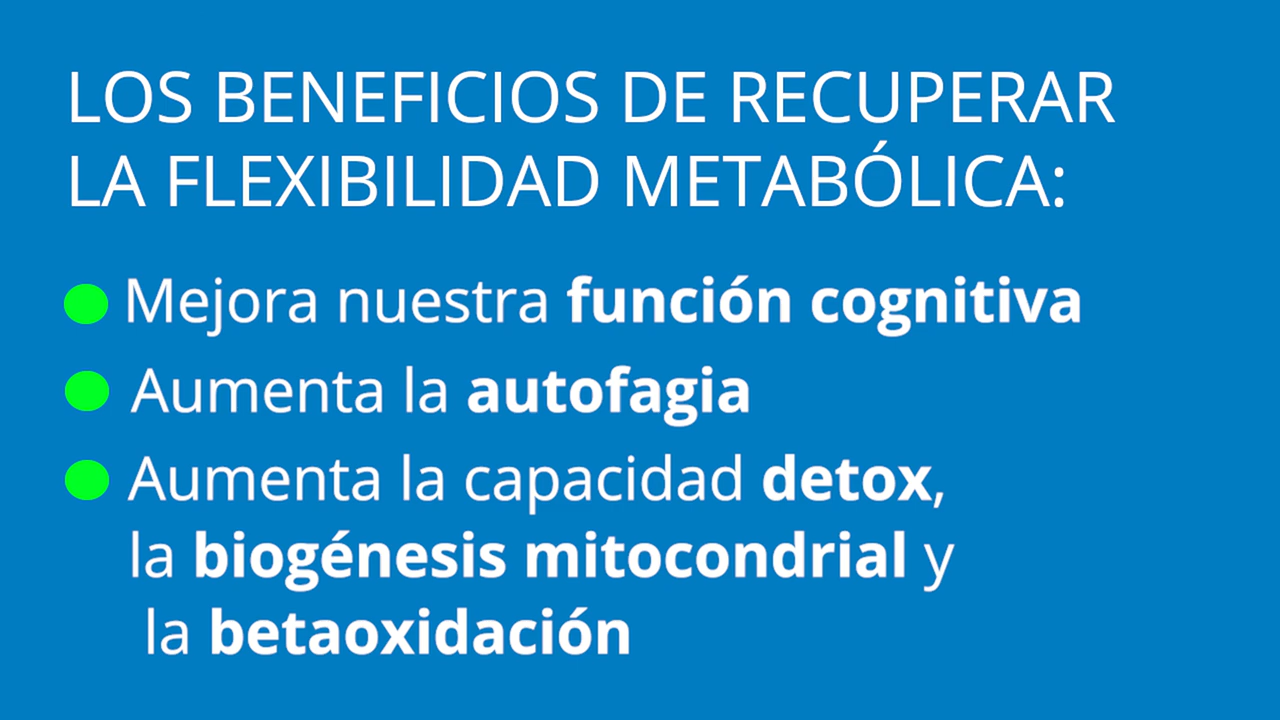 LOS BENEFICIOS DE RECUPERAR
LA FLEXIBILIDAD METABÓLICA:
Mejora nuestra función cognitiva
Aumenta la autofagia
Aumenta la capacidad detox,
la biogénesis mitocondrial y
la betaoxidación